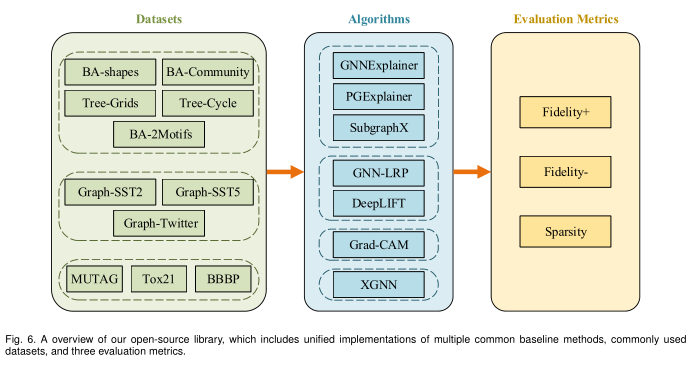 Datasets
Algorithms
Evaluation Metrics
BA-shapes
BA-Community
Tree-Grids
Tree-Cycle
BA-2Motifs
Graph-SST2
Graph-SST5
Graph-Twitter
MUTAG
Tox21
BBBP
GNNExplainer
PGExplainer
SubgraphX
GNN-LRP
DeepLIFT
Grad-CAM
XGNN
Fidelity+
Fidelity-
Sparsity
Fig. 6. A overview of our open-source library, which includes unified implementations of multiple common baseline methods, commonly used
datasets, and three evaluation metrics.